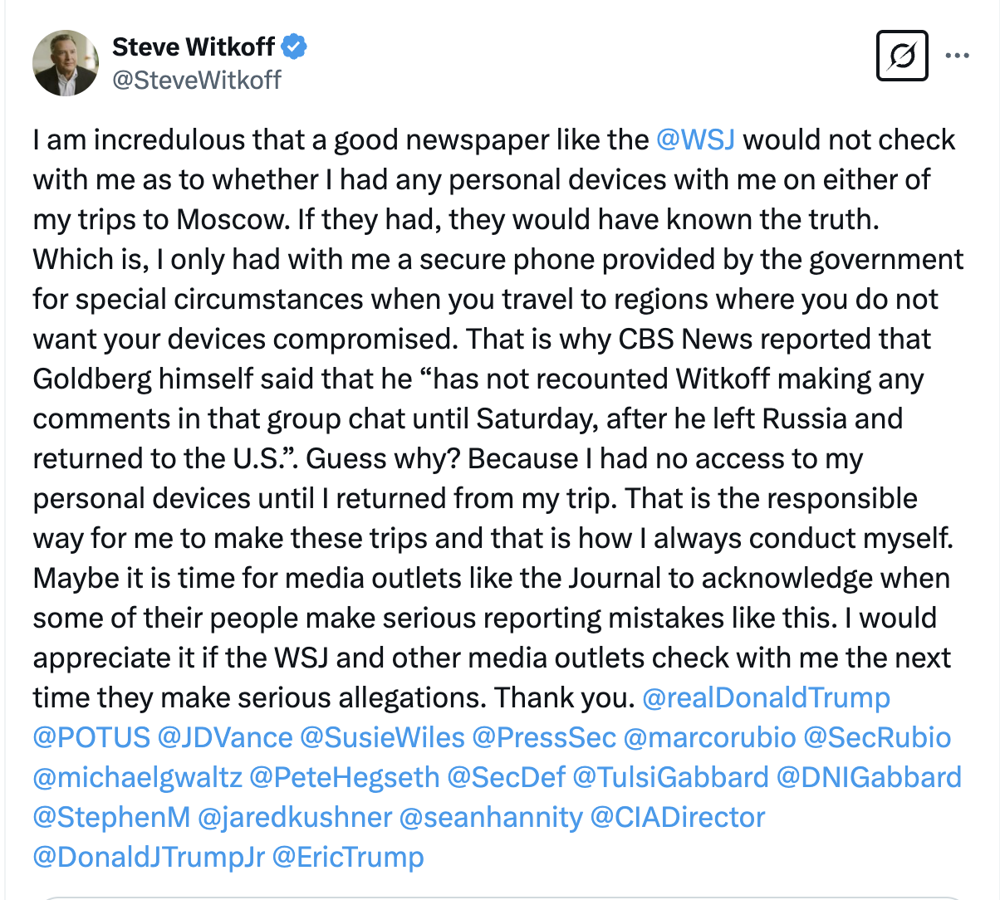 Steve Witkoff
@SteveWitkoff
I am incredulous that a good newspaper like the @WSJ would not check
with me as to whether I had any personal devices with me on either of
my trips to Moscow. If they had, they would have known the truth.
Which is, I only had with me a secure phone provided by the government
for special circumstances when you travel to regions where you do not
want your devices compromised. That is why CBS News reported that
Goldberg himself said that he “has not recounted Witkoff making any
comments in that group chat until Saturday, after he left Russia and
returned to the U.S.”. Guess why? Because I had no access to my
personal devices until I returned from my trip. That is the responsible
way for me to make these trips and that is how I always conduct myself.
Maybe it is time for media outlets like the Journal to acknowledge when
some of their people make serious reporting mistakes like this. I would
appreciate it if the WSJ and other media outlets check with me the next
time they make serious allegations. Thank you. @realDonaldTrump
@POTUS @JDVance @SusieWiles @PressSec @marcorubio @SecRubio
@michaelgwaltz @PeteHegseth @SecDef @TulsiGabbard @DNIGabbard
@StephenM @jaredkushner @seanhannity @CIADirector
@DonaldJTrumpJr @EricTrump